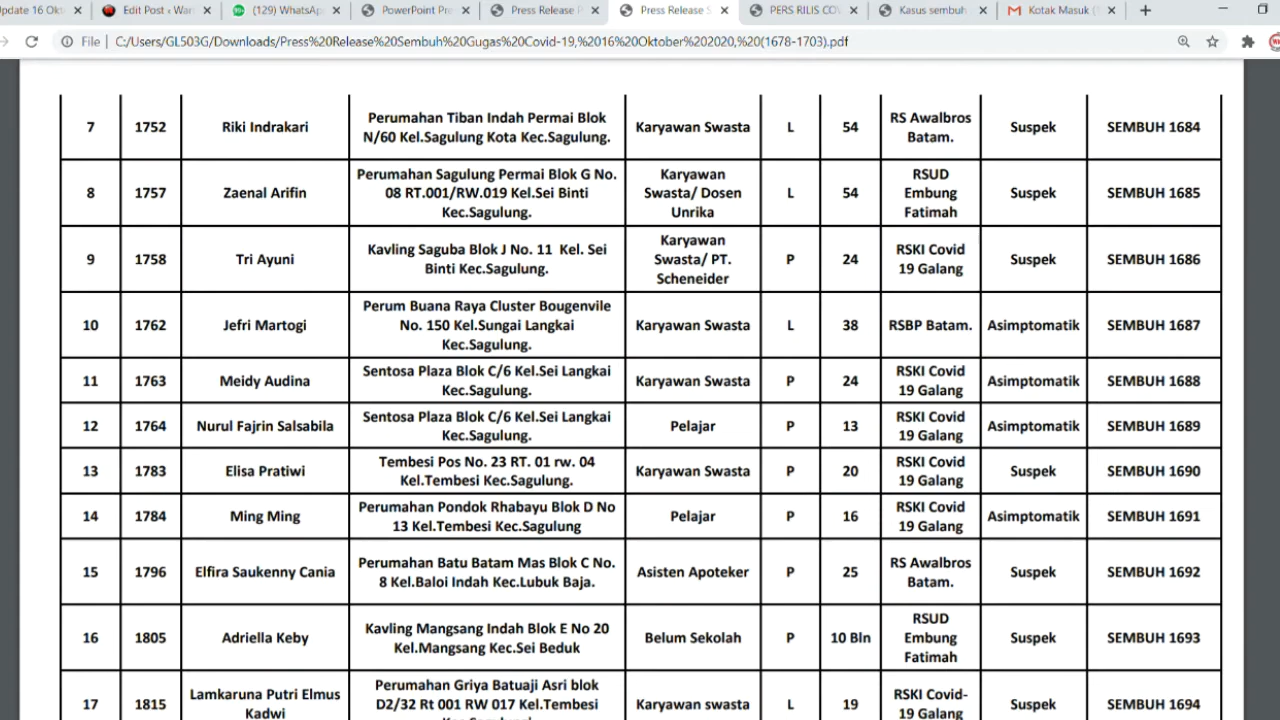 pdate 16 Okt
Edit Post ‹ War
(129) WhatsAp
PowerPoint Pre
Press Release P
Press Release S
PERS RILIS COV
Kasus sembuh
Kotak Masuk (
File | C:/Users/GL503G/Downloads/Press%20Release%20Sembuh%20Gugas%20Covid-19,%2016%20Oktober%202020,%20(1678-1703).pdf
7 1752 Riki Indrakari Perumahan Tiban Indah Permai Blok N/60 Kel.Sagulung Kota Kec.Sagulung. Karyawan Swasta L 54 RS Awalbros Batam. Suspek SEMBUH 1684
8 1757 Zaenal Arifin Perumahan Sagulung Permai Blok G No. 08 RT.001/RW.019 Kel.Sei Binti Kec.Sagulung. Karyawan Swasta/ Dosen Unrika L 54 RSUD Embung Fatimah Suspek SEMBUH 1685
9 1758 Tri Ayuni Kavling Saguba Blok J No. 11 Kel. Sei Binti Kec.Sagulung. Karyawan Swasta/ PT. Scheneider P 24 RSKI Covid 19 Galang Suspek SEMBUH 1686
10 1762 Jefri Martogi Perum Buana Raya Cluster Bougenvile No. 150 Kel.Sungai Langkai Kec.Sagulung. Karyawan Swasta L 38 RSBP Batam. Asimptomatik SEMBUH 1687
11 1763 Meidy Audina Sentosa Plaza Blok C/6 Kel.Sei Langkai Kec.Sagulung. Karyawan Swasta P 24 RSKI Covid 19 Galang Asimptomatik SEMBUH 1688
12 1764 Nurul Fajrin Salsabila Sentosa Plaza Blok C/6 Kel.Sei Langkai Kec.Sagulung. Pelajar P 13 RSKI Covid 19 Galang Asimptomatik SEMBUH 1689
13 1783 Elisa Pratiwi Tembesi Pos No. 23 RT. 01 rw. 04 Kel.Tembesi Kec.Sagulung. Karyawan Swasta P 20 RSKI Covid 19 Galang Suspek SEMBUH 1690
14 1784 Ming Ming Perumahan Pondok Rhabayu Blok D No 13 Kel.Tembesi Kec.Sagulung Pelajar P 16 RSKI Covid 19 Galang Asimptomatik SEMBUH 1691
15 1796 Elfira Saukenny Cania Perumahan Batu Batam Mas Blok C No. 8 Kel.Baloi Indah Kec.Lubuk Baja. Asisten Apoteker P 25 RS Awalbros Batam. Suspek SEMBUH 1692
16 1805 Adriella Keby Kavling Mangsang Indah Blok E No 20 Kel.Mangsang Kec.Sei Beduk Belum Sekolah P 10 Bln RSUD Embung Fatimah Suspek SEMBUH 1693
17 1815 Lamkaruna Putri Elmus Kadwi Perumahan Griya Batuaji Asri blok D2/32 Rt 001 RW 017 Kel.Tembesi Karyawan swasta L 19 RSKI Covid-19 Galang Suspek SEMBUH 1694